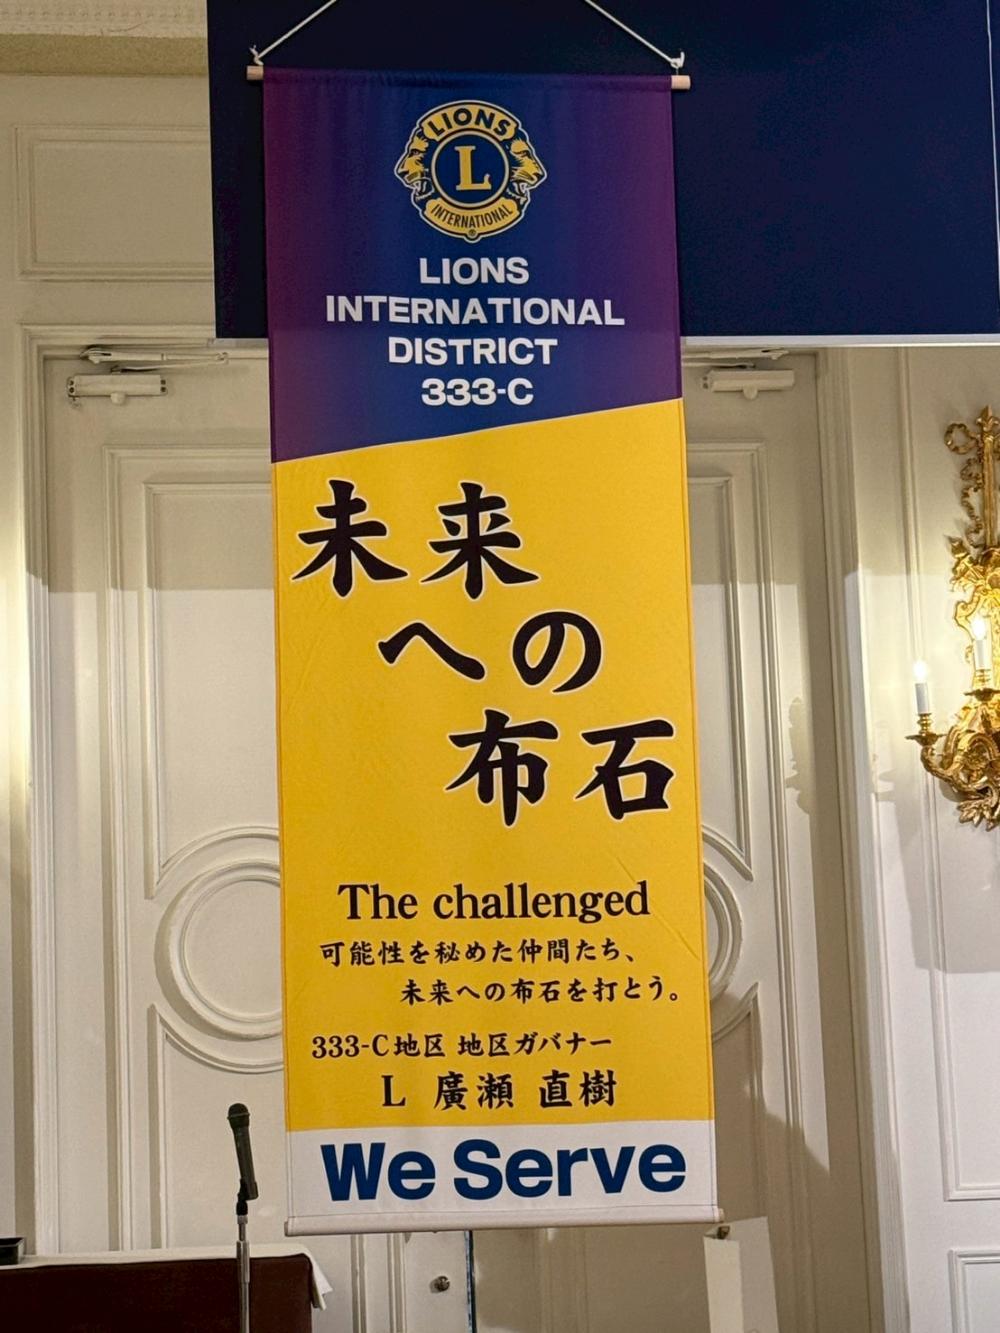 LIONS
L
INTERNATIONAL
®
LIONS
INTERNATIONAL
DISTRICT
333-C
未来
への
布石
The challenged
可能性を秘めた仲間たち、
未来への布石を打とう。
333-C地区 地区ガバナー
L 廣瀬 直樹
We Serve